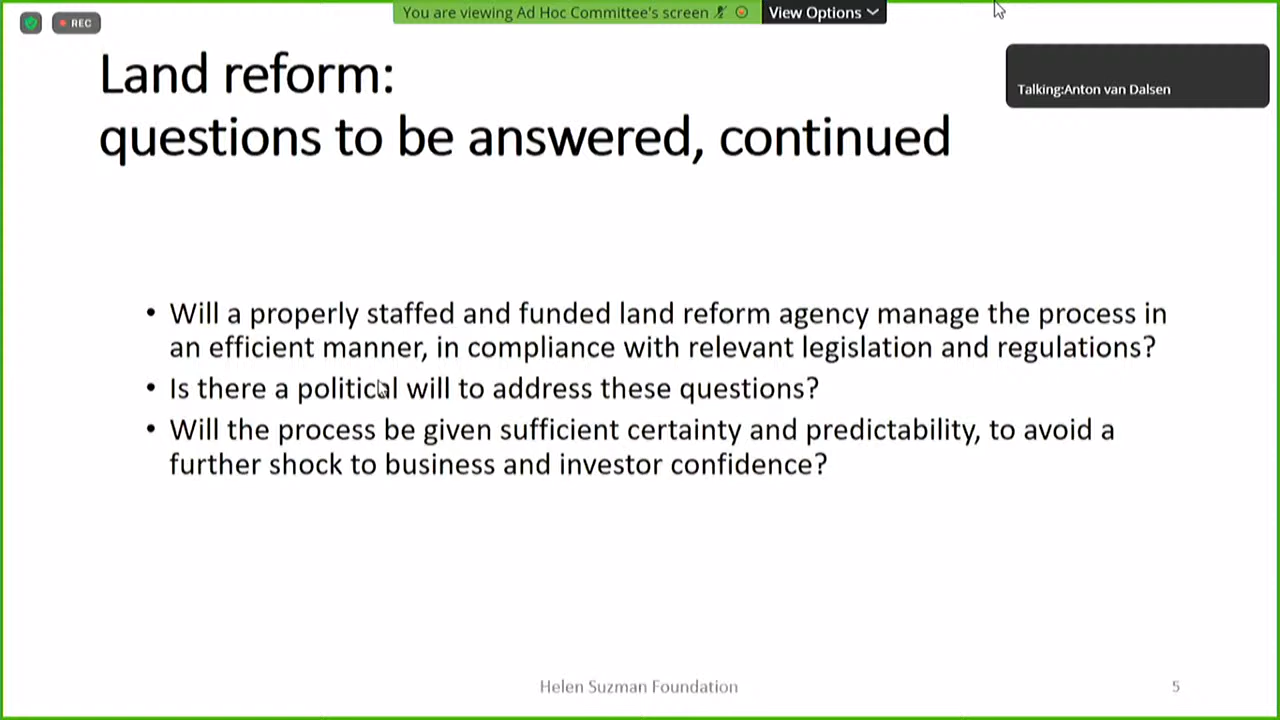 You are viewing Ad Hoc Committee's screen
View Options
REC
Land reform:
questions to be answered, continued
Talking:Anton van Dalsen
• Will a properly staffed and funded land reform agency manage the process in
an efficient manner, in compliance with relevant legislation and regulations?
• Is there a political will to address these questions?
• Will the process be given sufficient certainty and predictability, to avoid a
further shock to business and investor confidence?
Helen Suzman Foundation
5